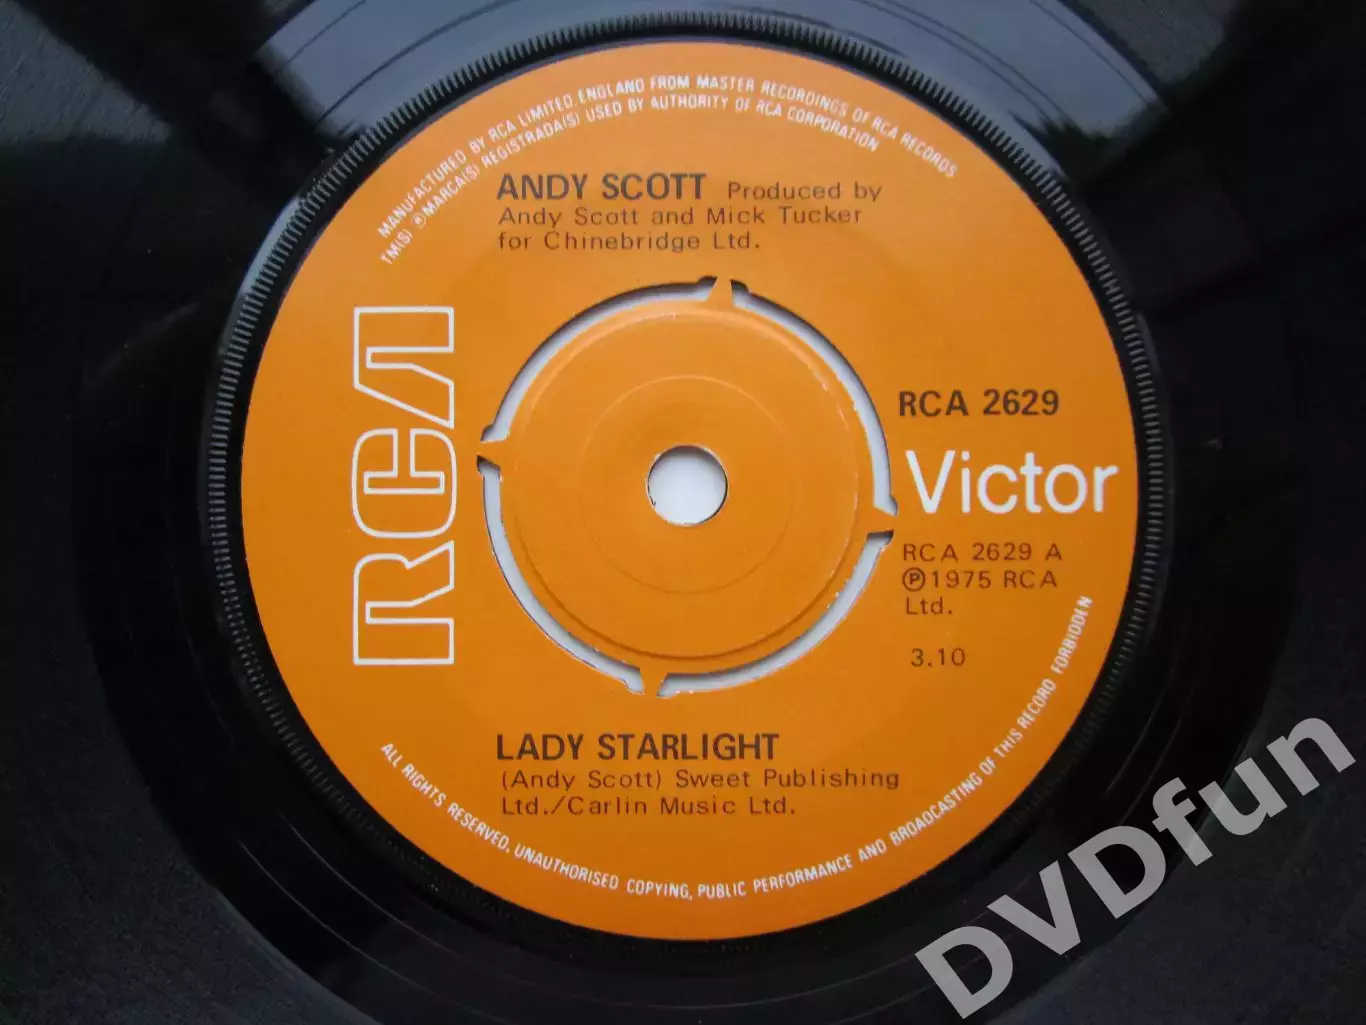 MANUFACTURED BY RCA LIMITED, ENGLAND FROM MASTER RECORDINGS OF RCA RECORDS
TM(S) ® MARCA(S) REGISTRADA(S) USED BY AUTHORITY OF RCA CORPORATION
ANDY SCOTT Produced by
Andy Scott and Mick Tucker
for Chinebridge Ltd.
RCA
RCA 2629
Victor
RCA 2629 A
℗ 1975 RCA
Ltd.
3.10
LADY STARLIGHT
(Andy Scott) Sweet Publishing
Ltd./Carlin Music Ltd.
ALL RIGHTS RESERVED. UNAUTHORISED COPYING, PUBLIC PERFORMANCE AND BROADCASTING OF THIS RECORD FORBIDDEN
DVDfun